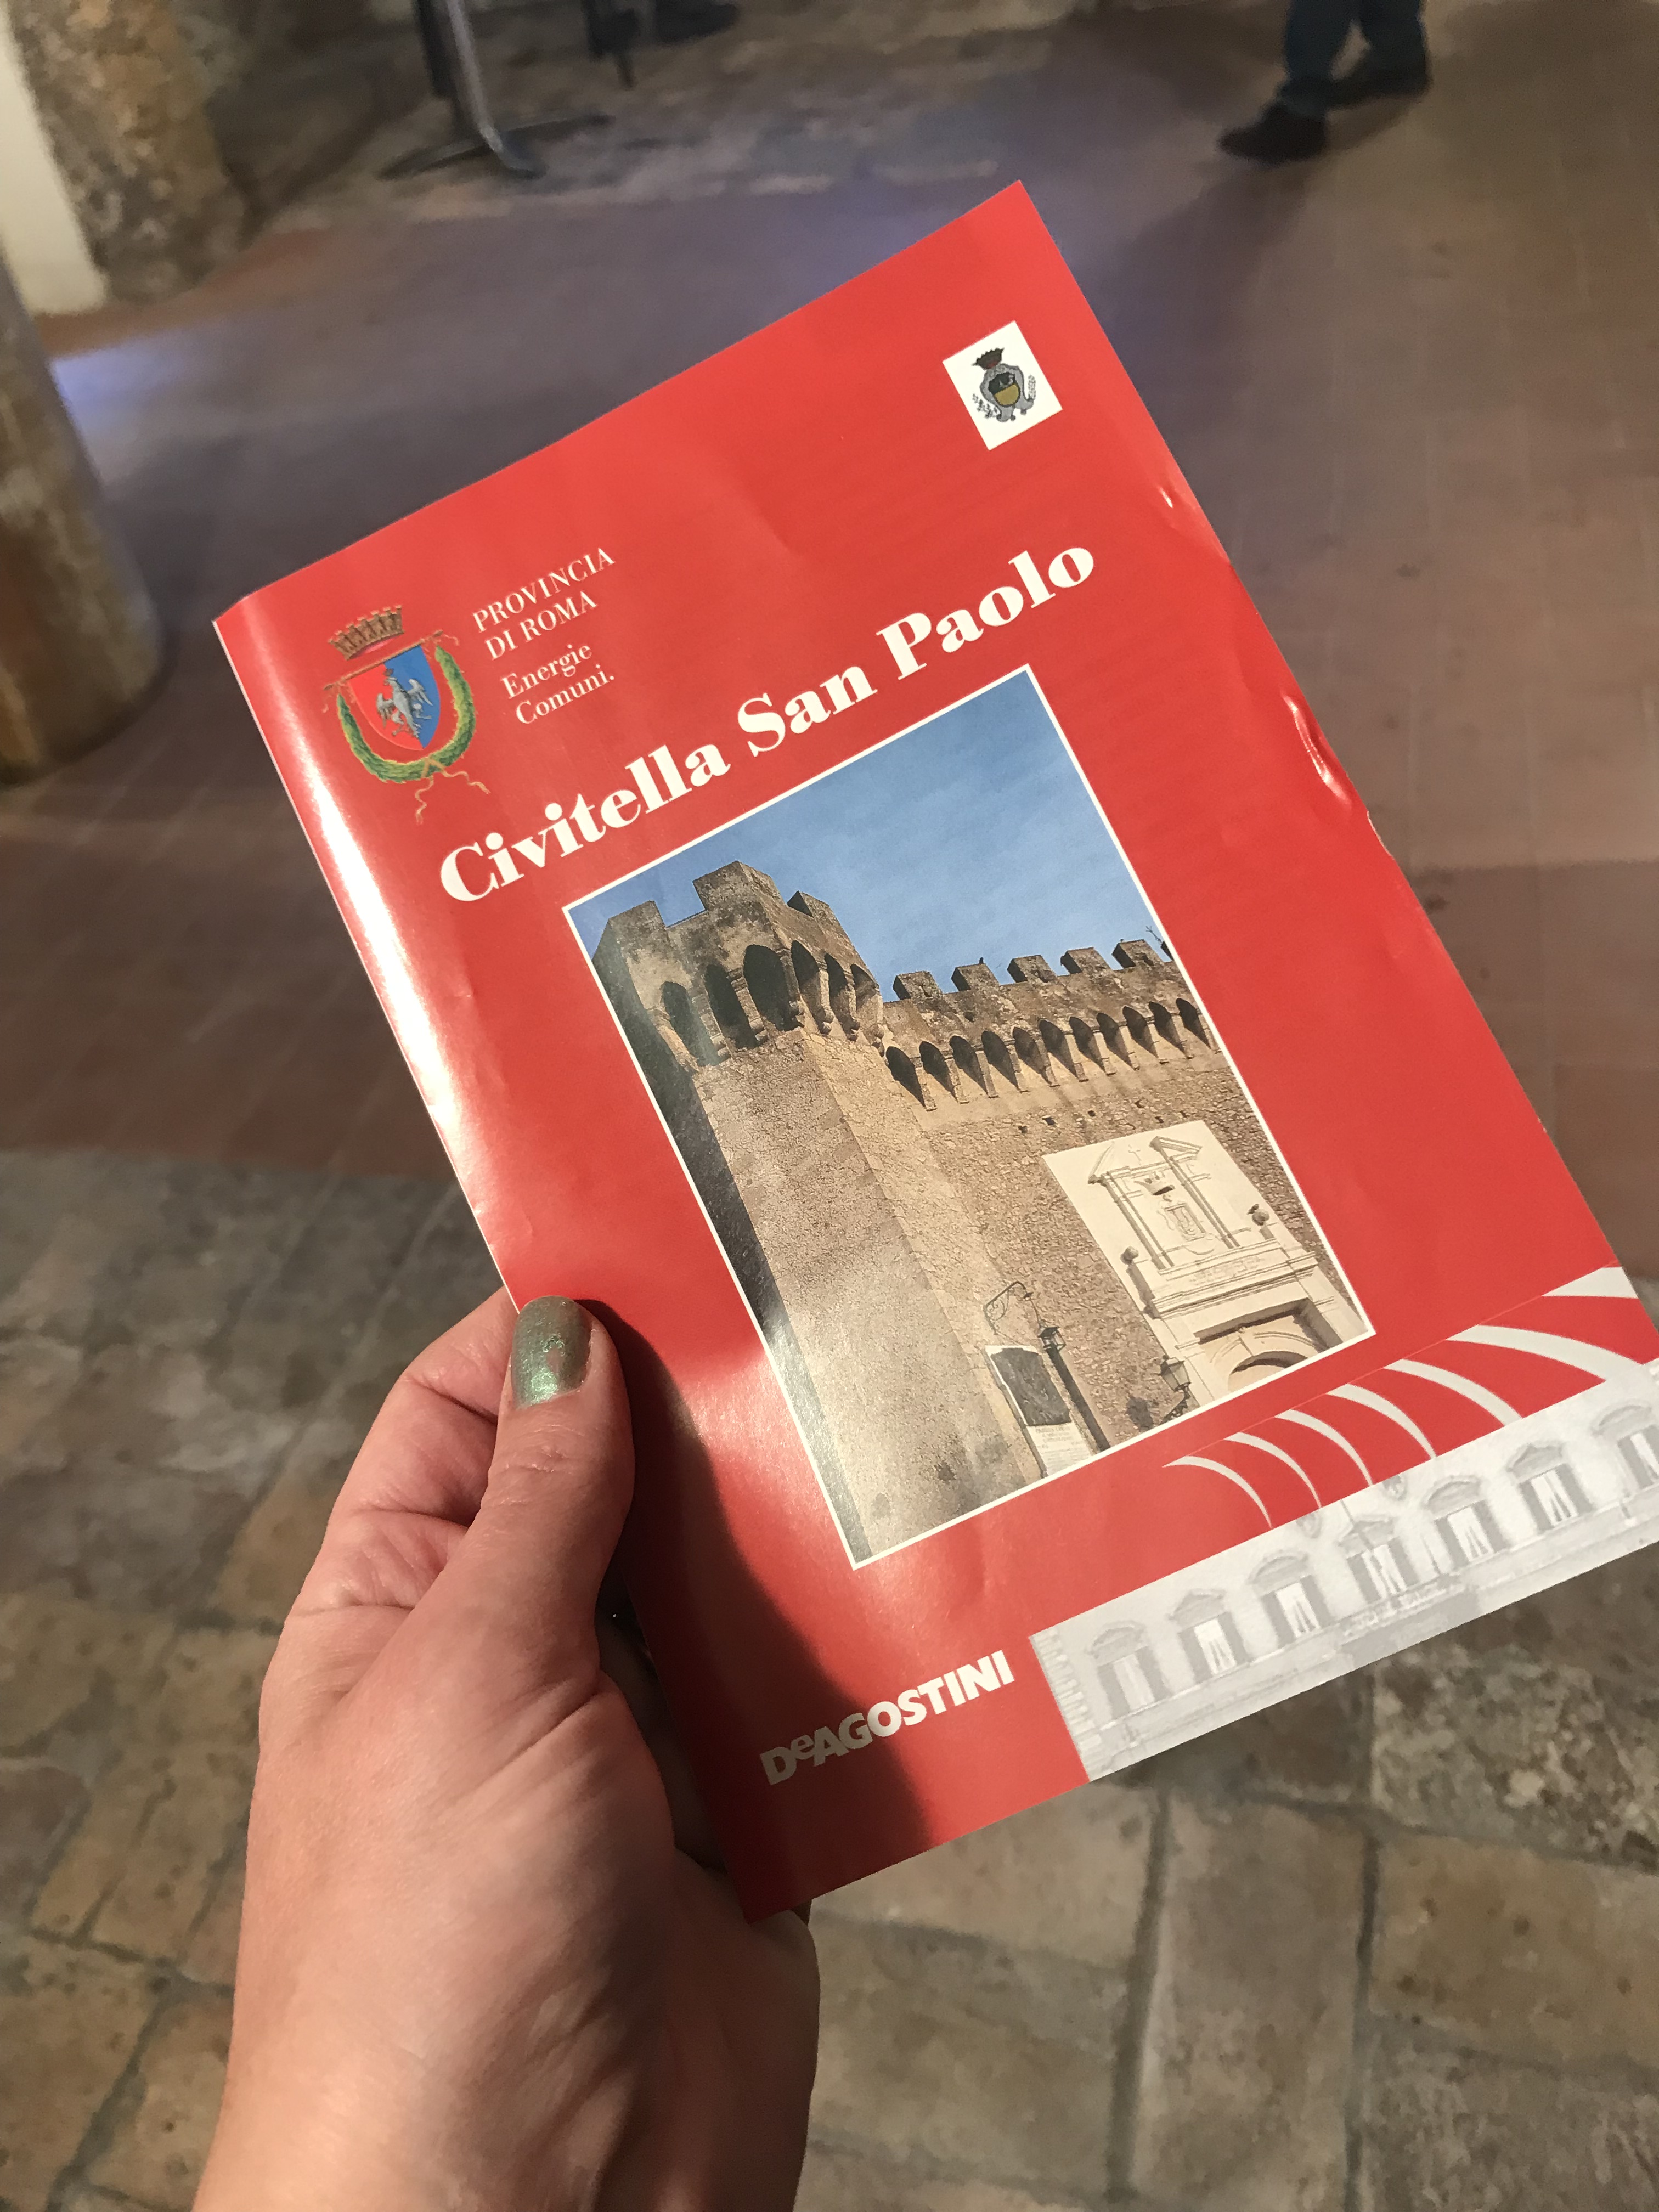 PROVINCIA
DI ROMA
Energie
Comuni.
Civitella San Paolo
DeAGOSTINI